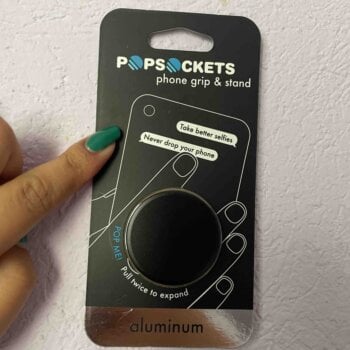 POPSOCKETS
phone grip & stand
Take better selfies
Never drop your phone
POP ME!
Pull twice to expand
aluminum